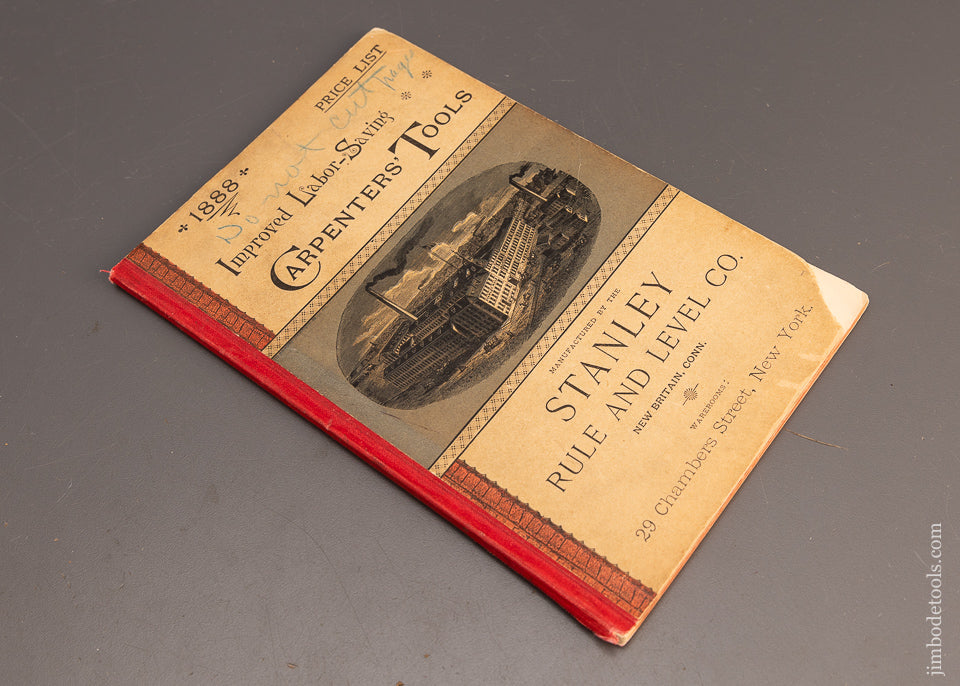 PRICE LIST
1888
Do not cut Pages
Improved Labor-Saving
CARPENTERS' TOOLS
MANUFACTURED BY THE
STANLEY
RULE AND LEVEL CO.
NEW BRITAIN, CONN.
WAREROOMS:
29 Chambers Street, New York.
jimbodetools.com